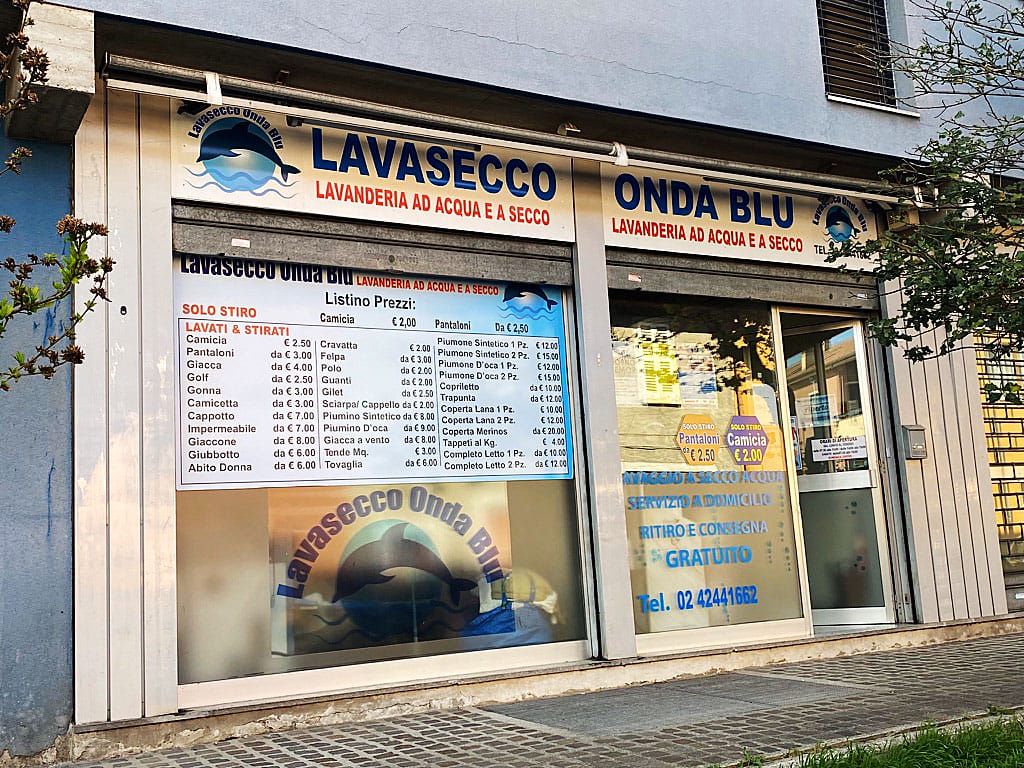 Lavasecco Onda Blu
LAVASECCO
LAVANDERIA AD ACQUA E A SECCO
ONDA BLU
LAVANDERIA AD ACQUA E A SECCO
Lavasecco Onda Blu
TEL.
Lavasecco Onda Blu LAVANDERIA AD ACQUA E A SECCO
Listino Prezzi:
SOLO STIRO
Camicia € 2,00 Pantaloni Da € 2,50
LAVATI & STIRATI
Camicia € 2.50
Pantaloni da € 3.00
Giacca da € 4.00
Golf da € 2.50
Gonna da € 3.00
Camicetta da € 3.00
Cappotto da € 7.00
Impermeabile da € 7.00
Giaccone da € 8.00
Giubbotto da € 6.00
Abito Donna da € 6.00
Cravatta € 2.00
Felpa da € 3.00
Polo da € 2.00
Guanti da € 2.00
Gilet da € 2.50
Sciarpa/ Cappello da € 2.00
Piumino Sintetico da € 8.00
Piumino D'oca da € 9.00
Giacca a vento da € 8.00
Tende Mq. € 3.00
Tovaglia da € 6.00
Piumone Sintetico 1 Pz. € 12.00
Piumone Sintetico 2 Pz. € 15.00
Piumone D'oca 1 Pz. € 12.00
Piumone D'oca 2 Pz. € 15.00
Copriletto da € 10.00
Trapunta da € 12.00
Coperta Lana 1 Pz. € 10.00
Coperta Lana 2 Pz. € 12.00
Coperta Merinos da € 20.00
Tappeti al Kg. € 4.00
Completo Letto 1 Pz. da € 10.00
Completo Letto 2 Pz. da € 12.00
Lavasecco Onda Blu
SOLO STIRO
Pantaloni
da € 2.50
SOLO STIRO
Camicia
€ 2.00
LAVAGGIO A SECCO ACQUA
SERVIZIO A DOMICILIO
RITIRO E CONSEGNA
GRATUITO
Tel. 02 42441662
ORARI DI APERTURA